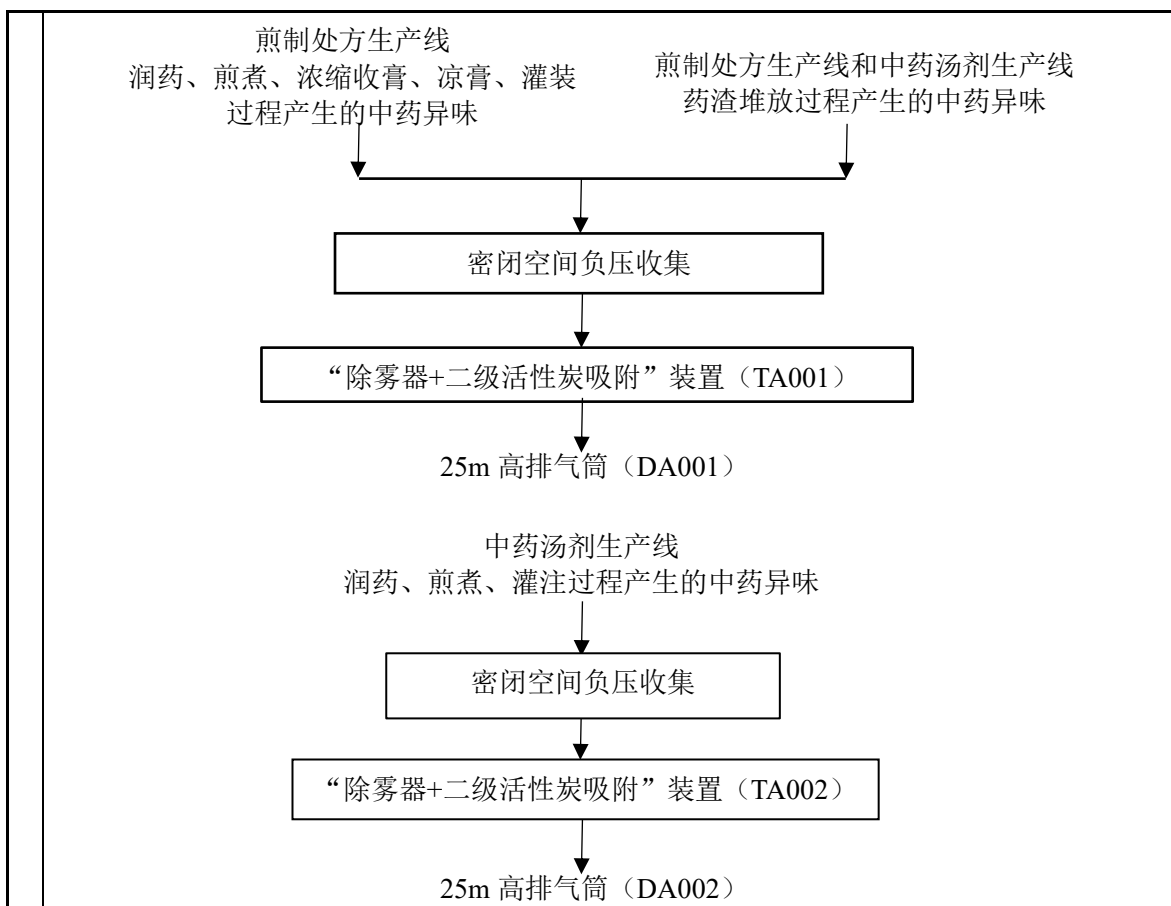 煎制处方生产线
润药、煎煮、浓缩收膏、凉膏、灌装
过程产生的中药异味
煎制处方生产线和中药汤剂生产线
药渣堆放过程产生的中药异味
密闭空间负压收集
“除雾器+二级活性炭吸附”装置（TA001）
25m 高排气筒（DA001）
中药汤剂生产线
润药、煎煮、灌注过程产生的中药异味
密闭空间负压收集
“除雾器+二级活性炭吸附”装置（TA002）
25m 高排气筒（DA002）